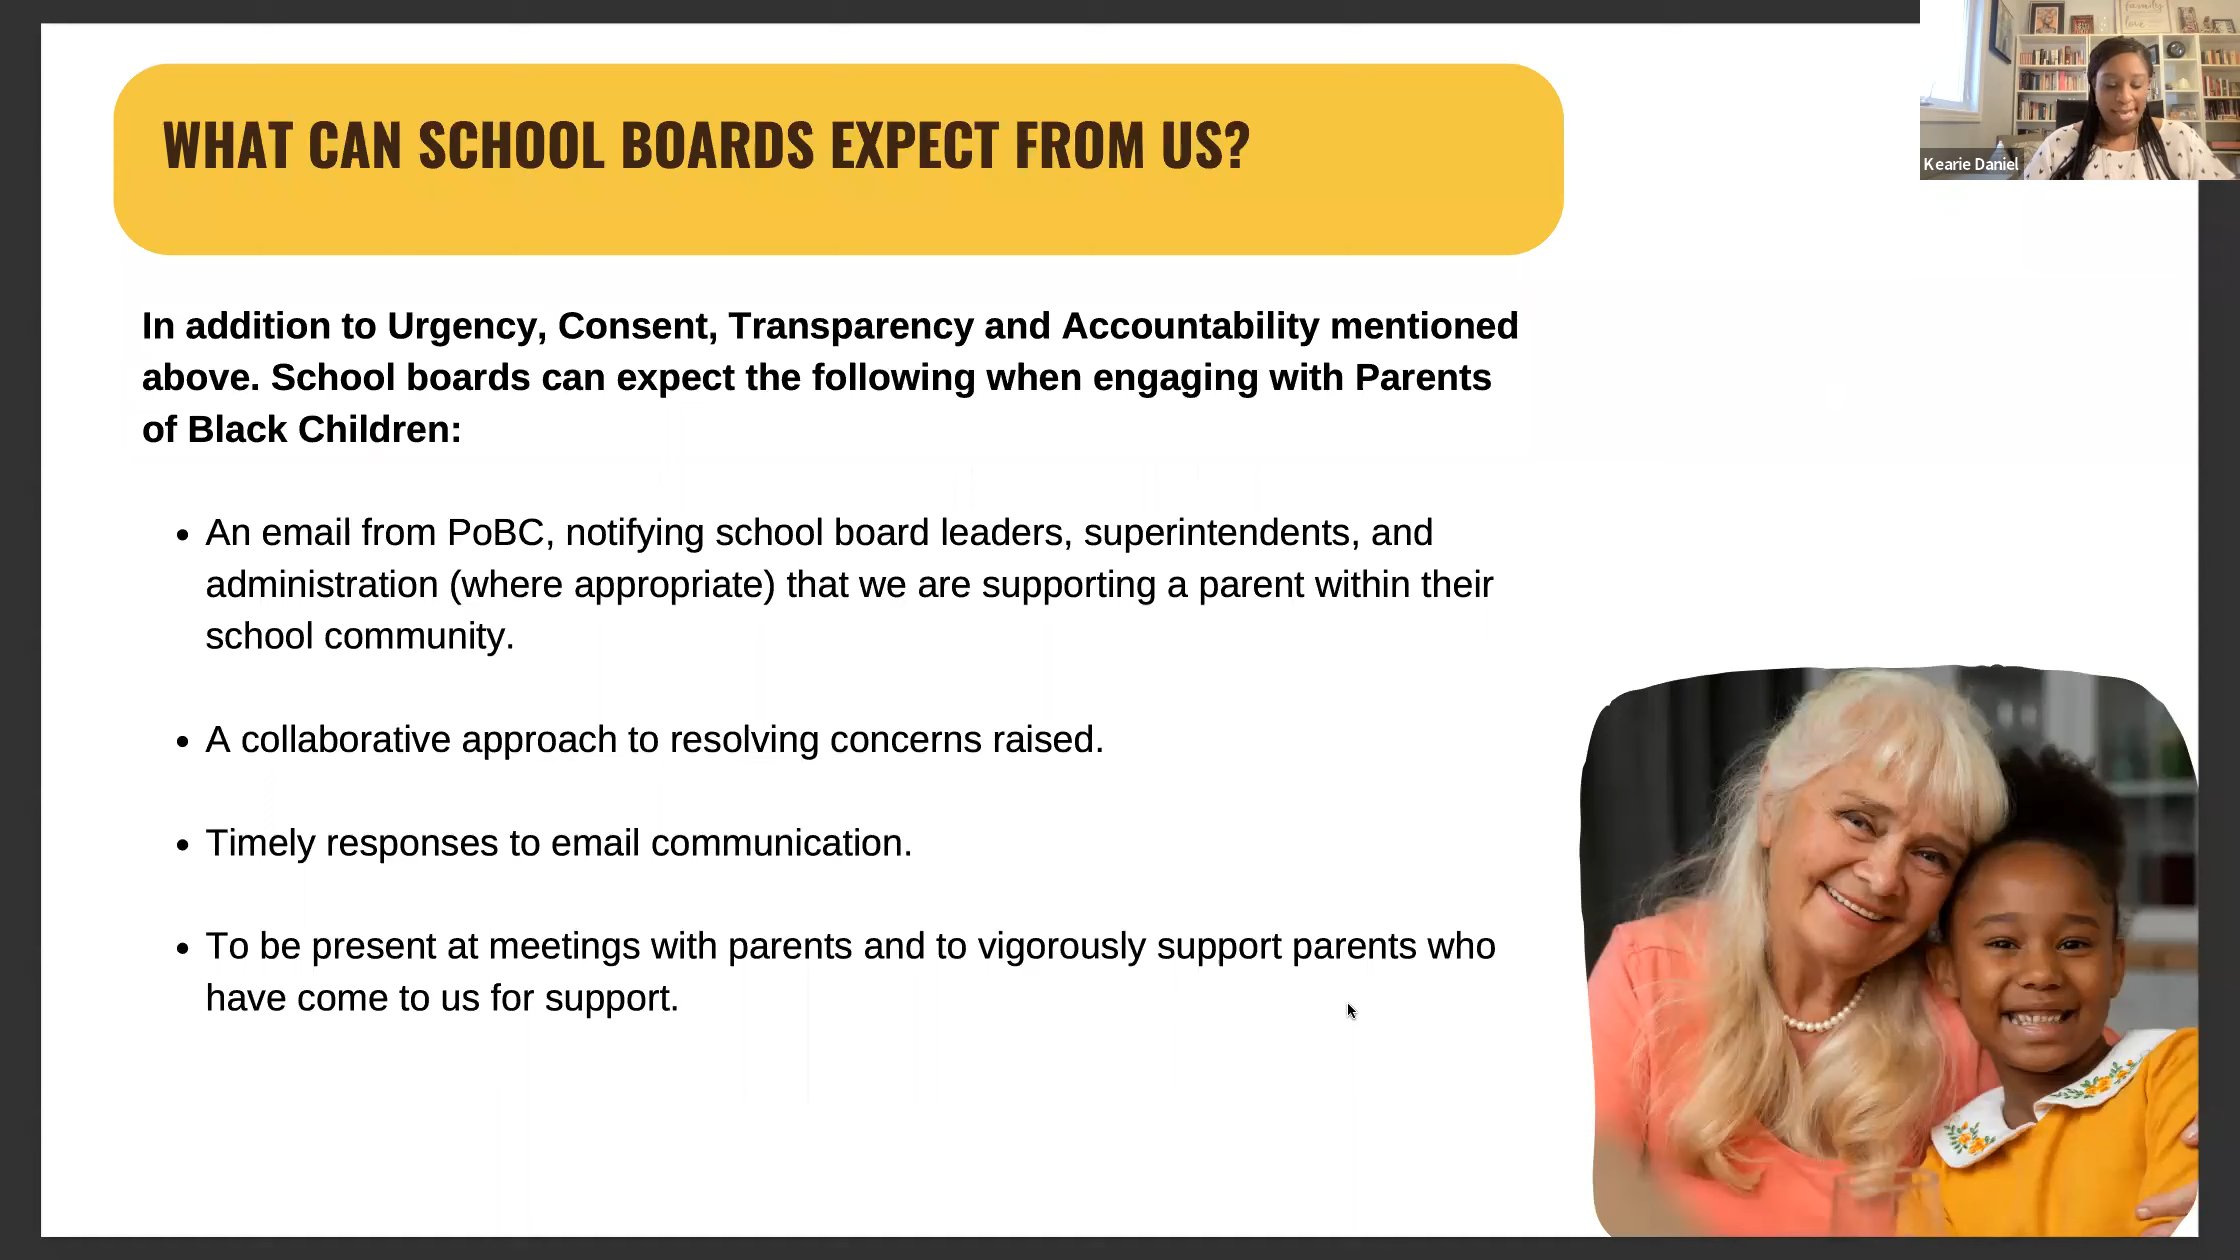 WHAT CAN SCHOOL BOARDS EXPECT FROM US?
In addition to Urgency, Consent, Transparency and Accountability mentioned
above. School boards can expect the following when engaging with Parents
of Black Children:
• An email from PoBC, notifying school board leaders, superintendents, and
administration (where appropriate) that we are supporting a parent within their
school community.
• A collaborative approach to resolving concerns raised.
• Timely responses to email communication.
• To be present at meetings with parents and to vigorously support parents who
have come to us for support.
family
love
Kearie Daniel